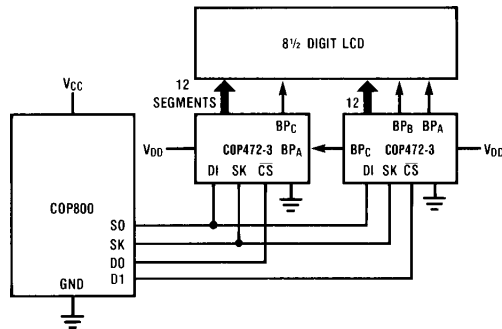 8½ DIGIT LCD
12
SEGMENTS
12
VCC
BPC
BPB BPA
VDD
COP472-3
BPA
BPC
COP472-3
VDD
DI SK CS
DI SK CS
COP800
SO
SK
D0
D1
GND